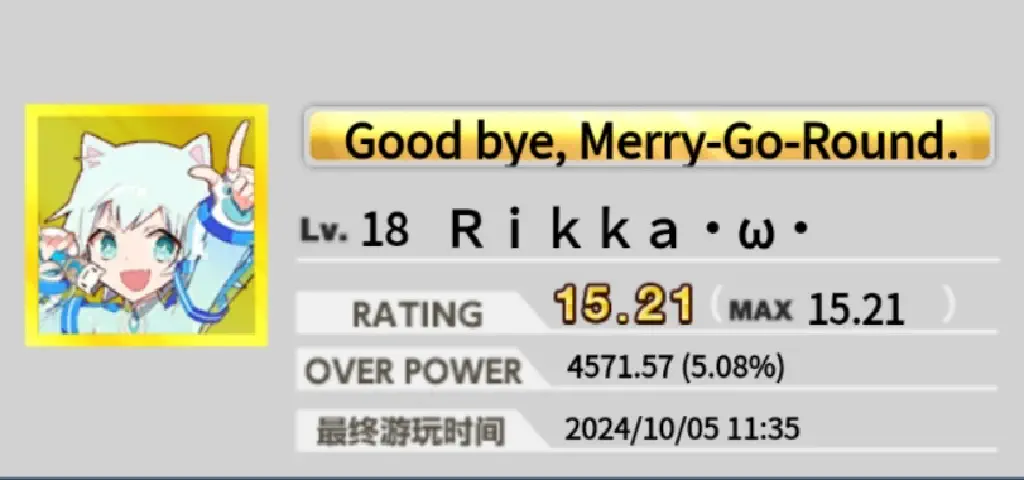 Good bye, Merry-Go-Round.
Lv. 18 Ｒｉｋｋａ・ω・
RATING 15.21 (MAX 15.21)
OVER POWER 4571.57 (5.08%)
最终游玩时间 2024/10/05 11:35